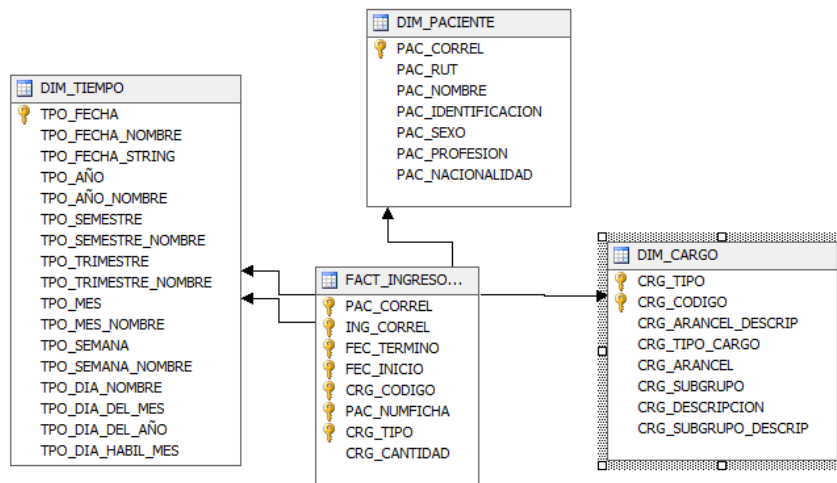 DIM_PACIENTE
PAC_CORREL
PAC_RUT
PAC_NOMBRE
PAC_IDENTIFICACION
PAC_SEXO
PAC_PROFESION
PAC_NACIONALIDAD
DIM_TIEMPO
TPO_FECHA
TPO_FECHA_NOMBRE
TPO_FECHA_STRING
TPO_AÑO
TPO_AÑO_NOMBRE
TPO_SEMESTRE
TPO_SEMESTRE_NOMBRE
TPO_TRIMESTRE
TPO_TRIMESTRE_NOMBRE
TPO_MES
TPO_MES_NOMBRE
TPO_SEMANA
TPO_SEMANA_NOMBRE
TPO_DIA_NOMBRE
TPO_DIA_DEL_MES
TPO_DIA_DEL_AÑO
TPO_DIA_HABIL_MES
FACT_INGRESO...
PAC_CORREL
ING_CORREL
FEC_TERMINO
FEC_INICIO
CRG_CODIGO
PAC_NUMFICHA
CRG_TIPO
CRG_CANTIDAD
DIM_CARGO
CRG_TIPO
CRG_CODIGO
CRG_ARANCEL_DESCRIP
CRG_TIPO_CARGO
CRG_ARANCEL
CRG_SUBGRUPO
CRG_DESCRIPCION
CRG_SUBGRUPO_DESCRIP